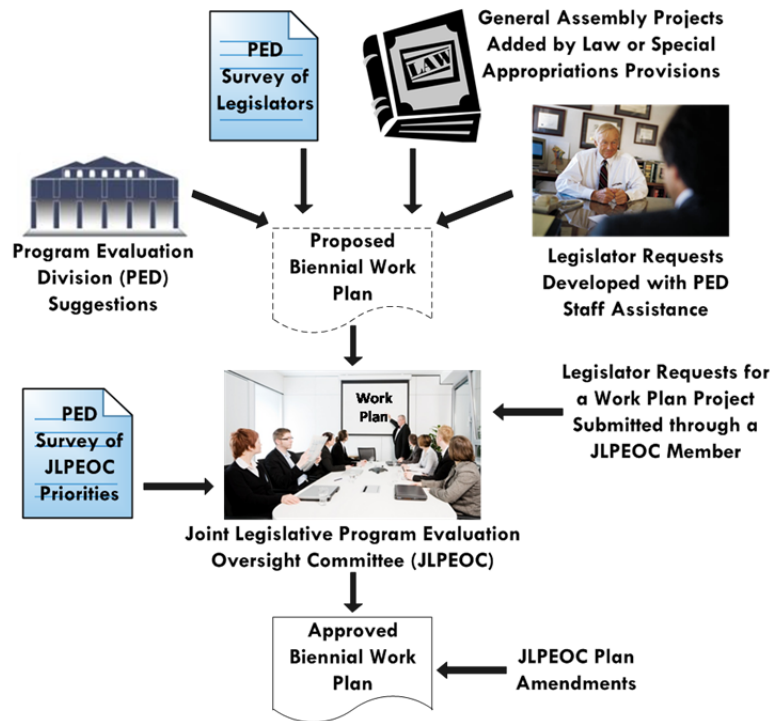 PED
Survey of
Legislators
General Assembly Projects
Added by Law or Special
Appropriations Provisions
LAW
Program Evaluation
Division (PED)
Suggestions
Proposed
Biennial Work
Plan
Legislator Requests
Developed with PED
Staff Assistance
PED
Survey of
JLPEOC
Priorities
Work
Plan
Legislator Requests for
a Work Plan Project
Submitted through a
JLPEOC Member
Joint Legislative Program Evaluation
Oversight Committee (JLPEOC)
Approved
Biennial Work
Plan
JLPEOC Plan
Amendments